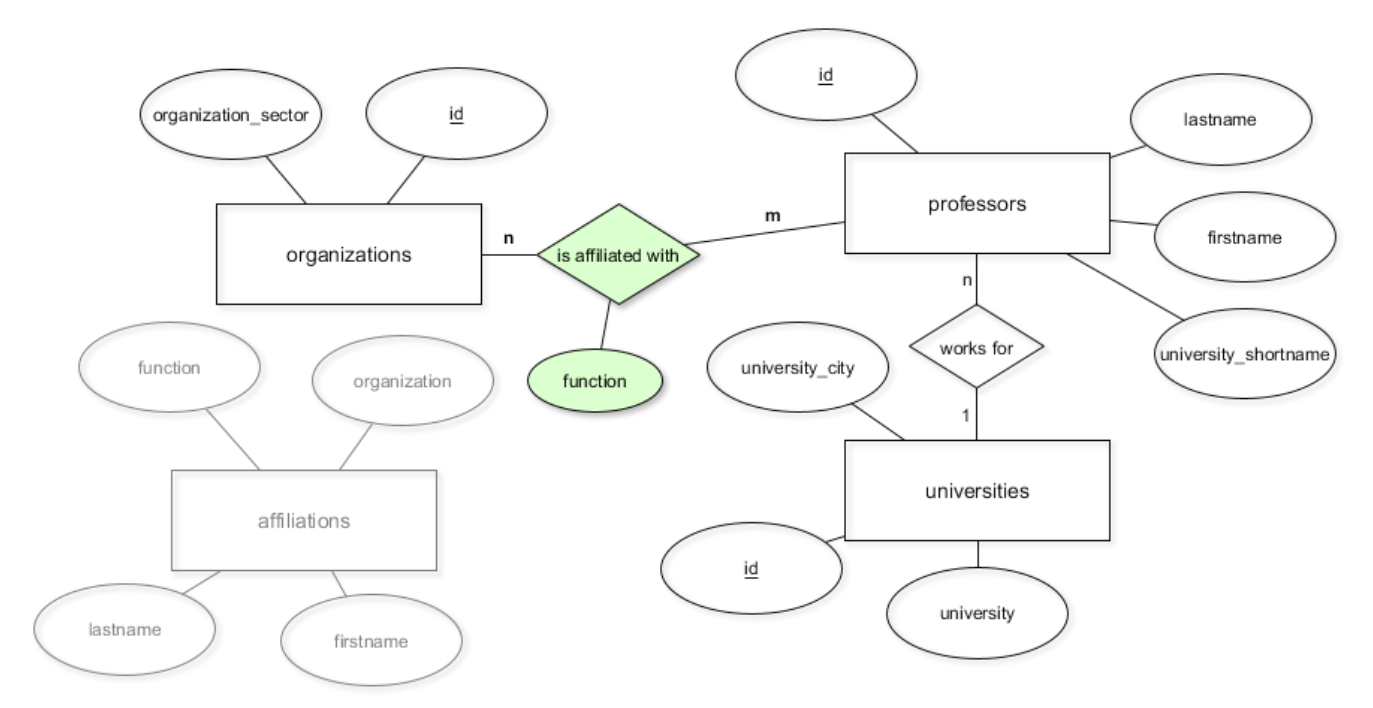 id
organization_sector
id
lastname
professors
m
n
organizations
is affiliated with
firstname
n
function
organization
function
university_city
works for
university_shortname
1
affiliations
universities
id
lastname
firstname
university